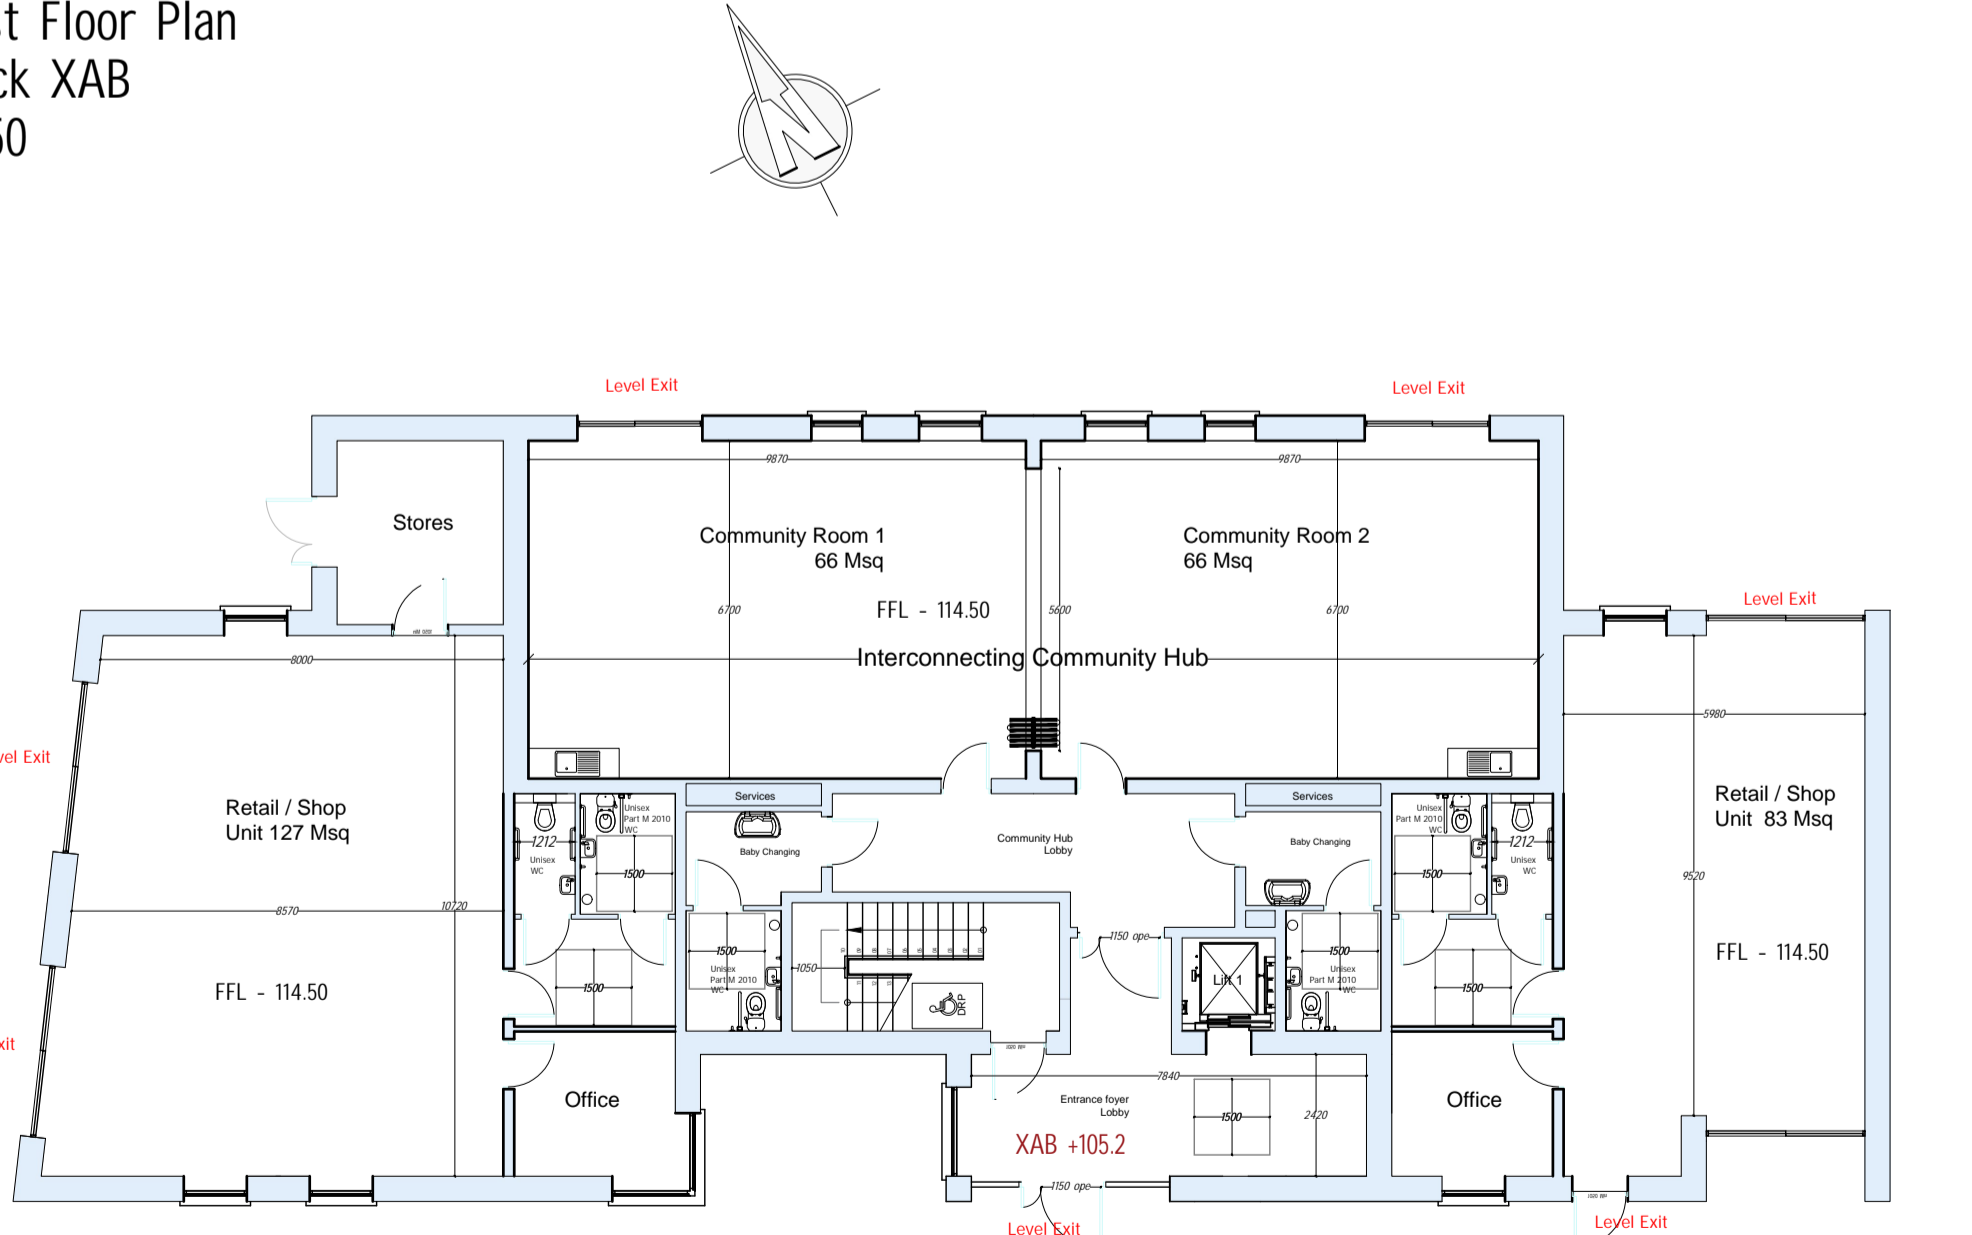 st Floor Plan
ck XAB
50
N
Level Exit
Level Exit
9870
9870
Stores
Community Room 1
66 Msq
Community Room 2
66 Msq
6700
FFL - 114.50
5600
6700
Level Exit
Interconnecting Community Hub
8000
5980
vel Exit
Retail / Shop
Unit 127 Msq
Services
Services
Retail / Shop
Unit 83 Msq
Unisex
Part M 2010
WC
Unisex
Part M 2010
WC
1212
Unisex
WC
Baby Changing
Community Hub
Lobby
Baby Changing
1212
Unisex
WC
1500
1500
9520
8570
10720
1150 ope
1500
Unisex
Part M 2010
WC
1050
Lift 1
1500
Unisex
Part M 2010
WC
FFL - 114.50
FFL - 114.50
1500
DRP
1500
xit
7840
Office
Entrance foyer
Lobby
1500
2420
Office
XAB +105.2
1150 ope
Level Exit
Level Exit